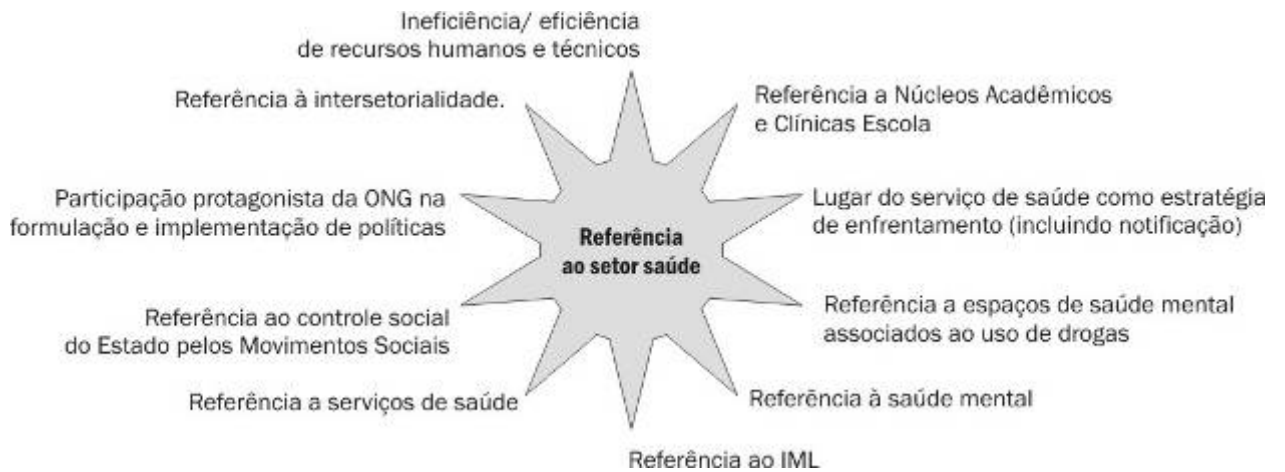 Ineficiência/ eficiência
de recursos humanos e técnicos
Referência à intersetorialidade.
Referência a Núcleos Acadêmicos
e Clínicas Escola
Participação protagonista da ONG na
formulação e implementação de políticas
Lugar do serviço de saúde como estratégia
de enfrentamento (incluindo notificação)
Referência
ao setor saúde
Referência ao controle social
do Estado pelos Movimentos Sociais
Referência a espaços de saúde mental
associados ao uso de drogas
Referência a serviços de saúde
Referência à saúde mental
Referência ao IML